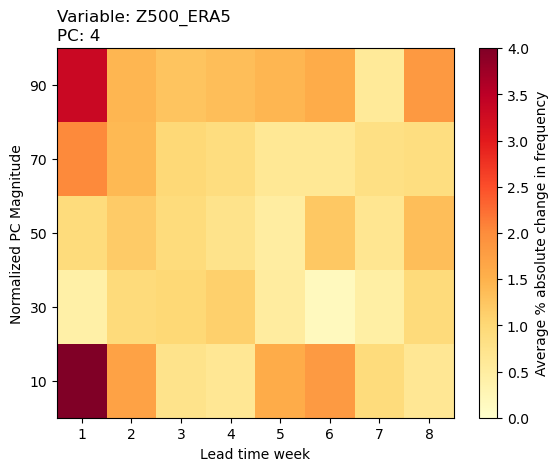 Variable: Z500_ERA5
PC: 4
90
70
50
30
10
Normalized PC Magnitude
1 2 3 4 5 6 7 8
Lead time week
4.0
3.5
3.0
2.5
2.0
1.5
1.0
0.5
0.0
Average % absolute change in frequency